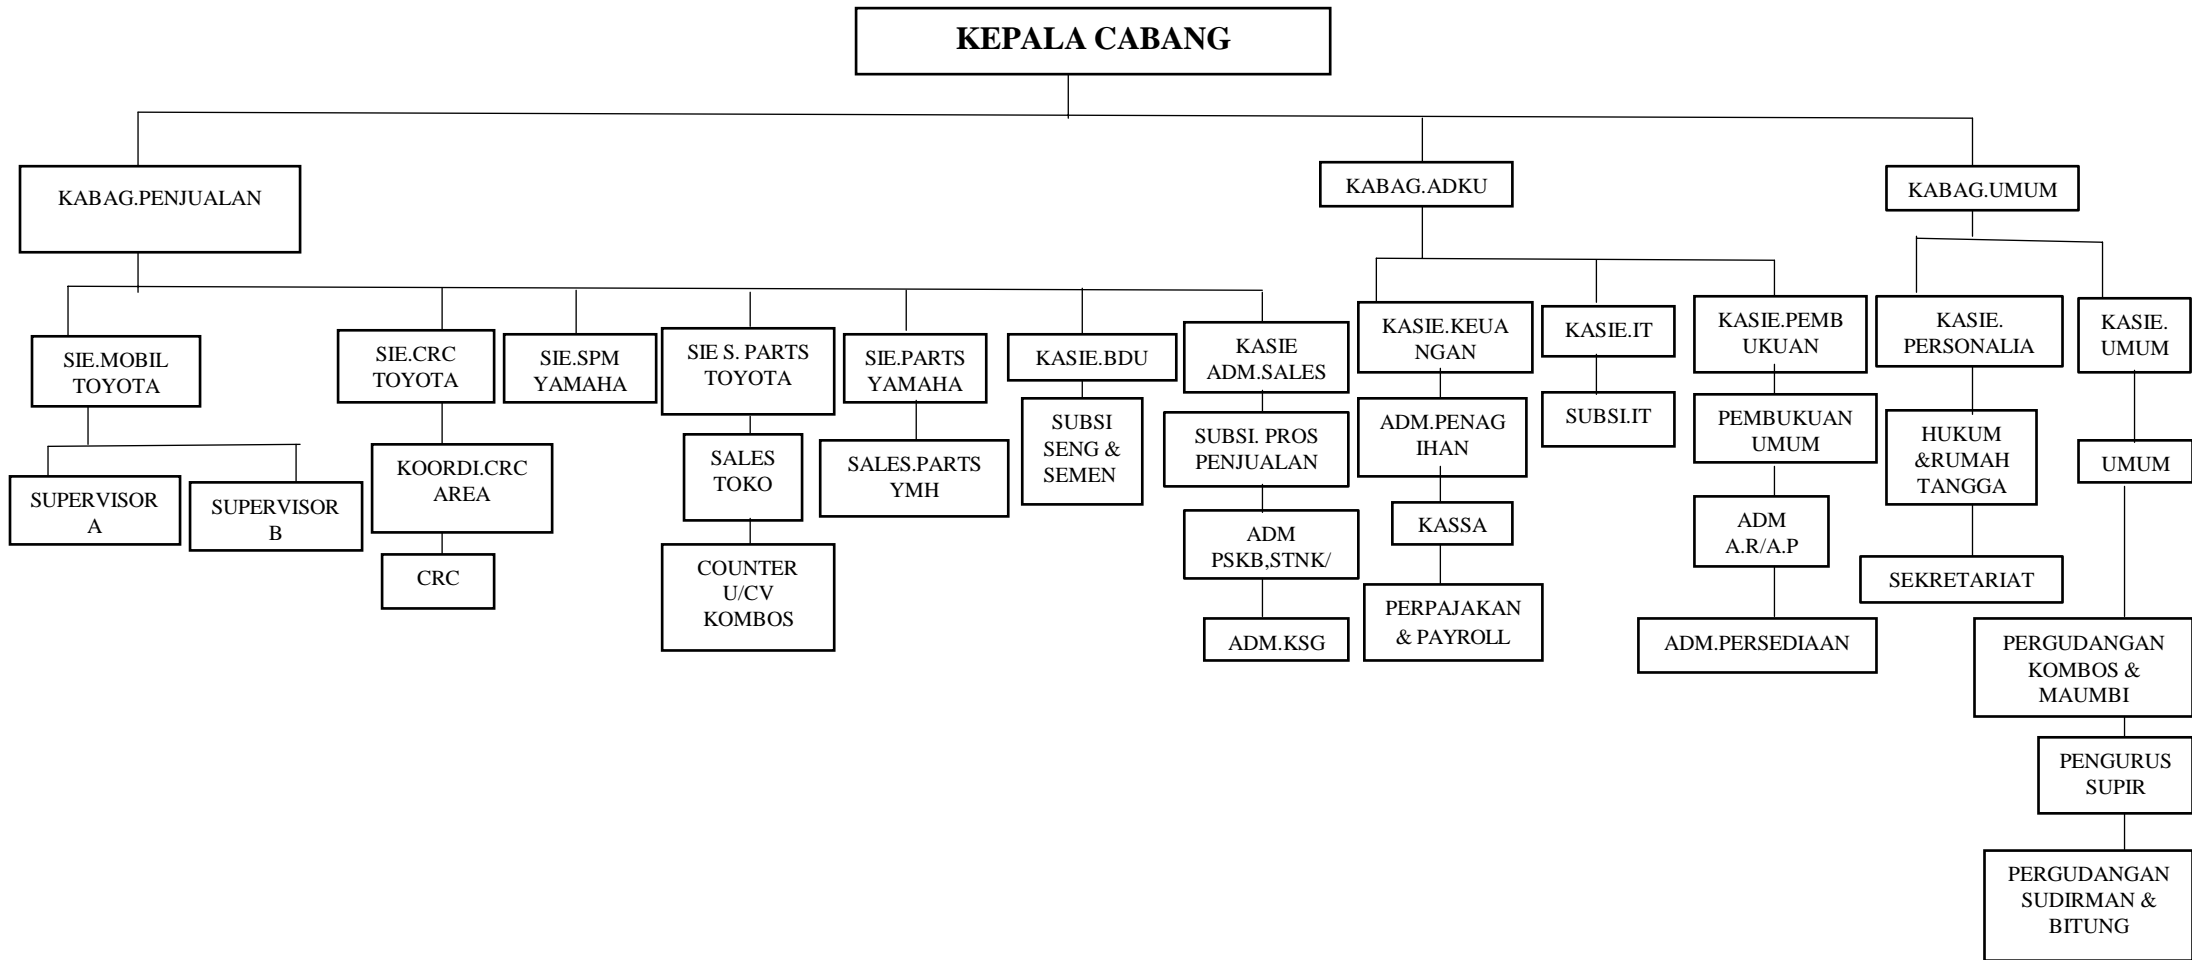 KEPALA CABANG
KABAG.PENJUALAN
KABAG.ADKU
KABAG.UMUM
SIE.MOBIL
TOYOTA
SIE.CRC
TOYOTA
SIE.SPM
YAMAHA
SIE S. PARTS
TOYOTA
SIE.PARTS
YAMAHA
KASIE.BDU
KASIE
ADM.SALES
KASIE.KEUA
NGAN
KASIE.IT
KASIE.PEMB
UKUAN
KASIE.
PERSONALIA
KASIE.
UMUM
SUPERVISOR
A
SUPERVISOR
B
KOORDI.CRC
AREA
CRC
SALES
TOKO
COUNTER
U/CV
KOMBOS
SALES.PARTS
YMH
SUBSI
SENG &
SEMEN
SUBSI. PROS
PENJUALAN
ADM
PSKB,STNK/
ADM.KSG
ADM.PENAG
IHAN
KASSA
PERPAJAKAN
& PAYROLL
SUBSI.IT
PEMBUKUAN
UMUM
ADM
A.R/A.P
ADM.PERSEDIAAN
HUKUM
&RUMAH
TANGGA
SEKRETARIAT
UMUM
PERGUDANGAN
KOMBOS &
MAUMBI
PENGURUS
SUPIR
PERGUDANGAN
SUDIRMAN &
BITUNG